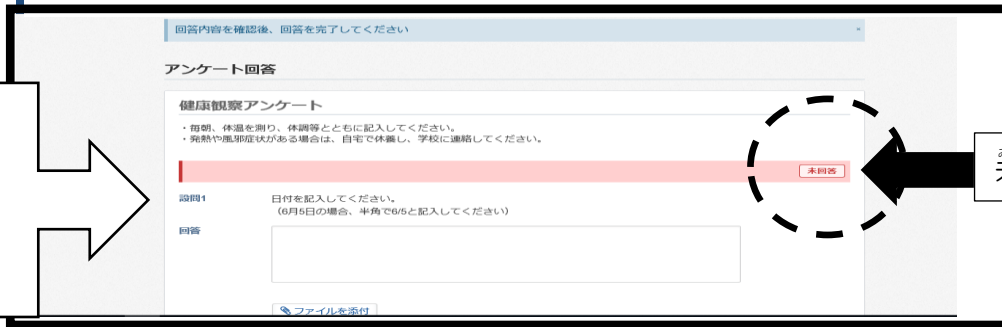 回答内容を確認後、回答を完了してください
アンケート回答
健康観察アンケート
・毎朝、体温を測り、体調等とともに記入してください。
・発熱や風邪症状がある場合は、自宅で休養し、学校に連絡してください。
未回答
設問1
日付を記入してください。
（6月5日の場合、半角で6/5と記入してください）
回答
ファイルを添付